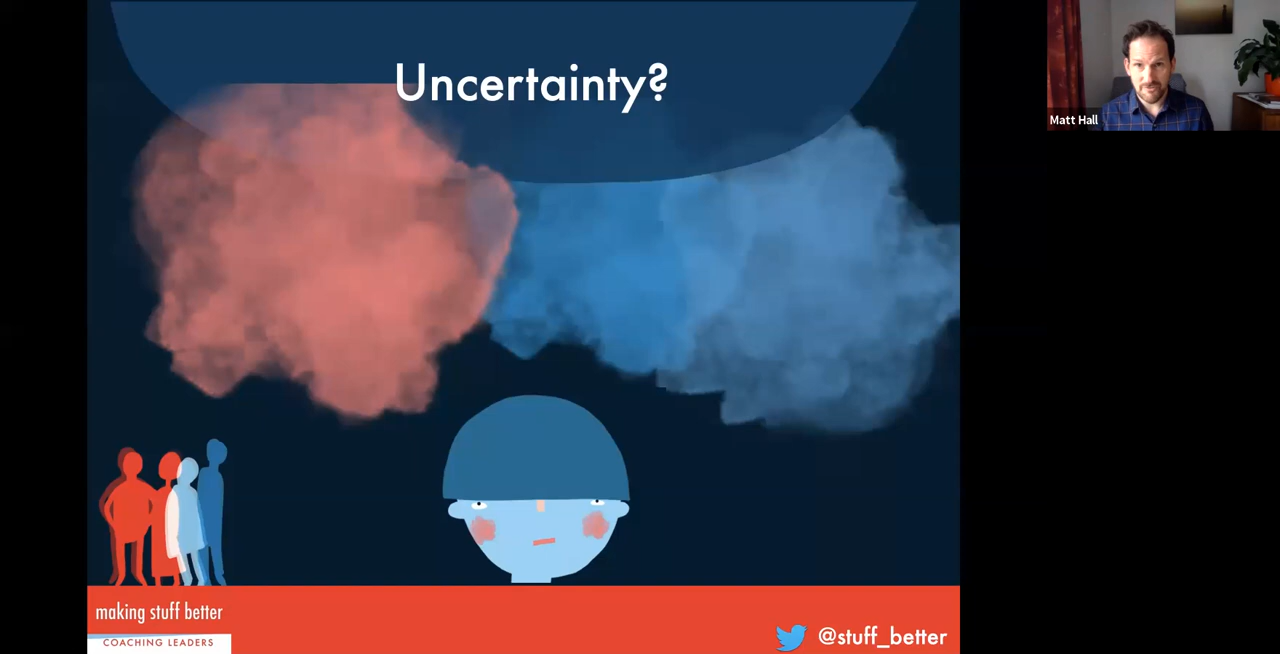 Uncertainty?
Matt Hall
making stuff better
COACHING LEADERS
@stuff_better